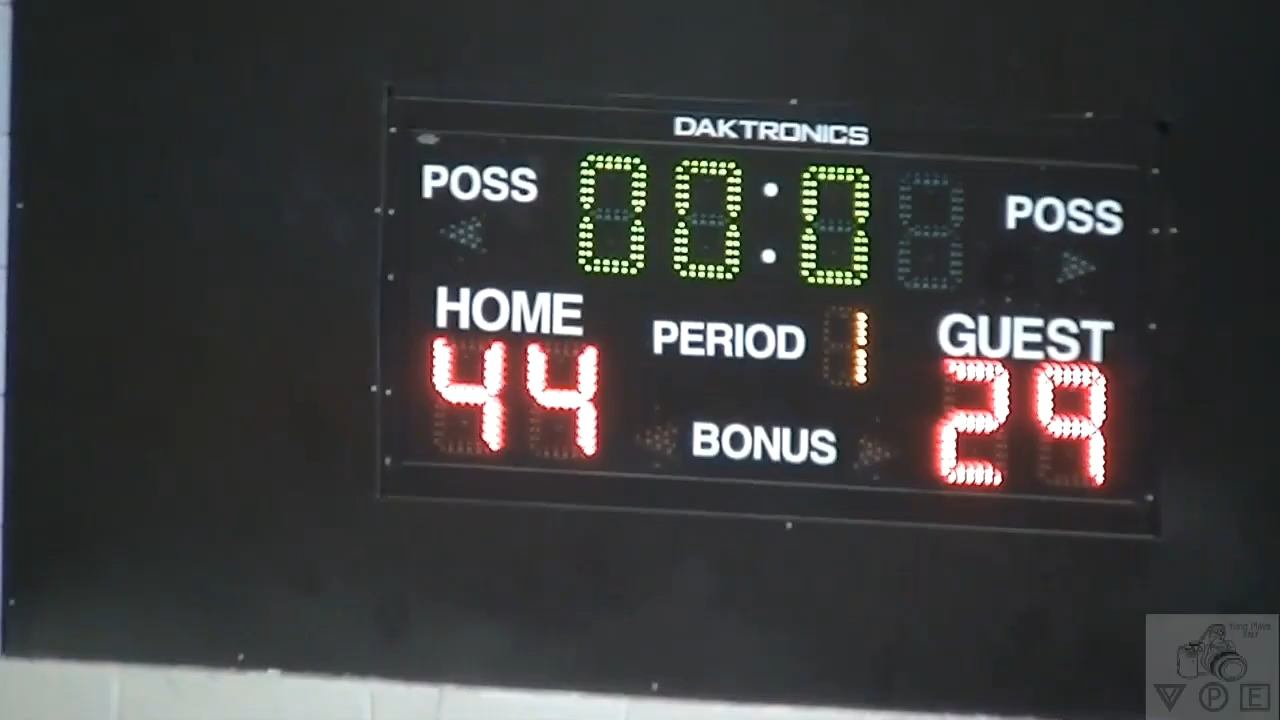 DAKTRONICS
POSS 00:0 POSS
HOME PERIOD 1 GUEST
44 BONUS 29
V P E